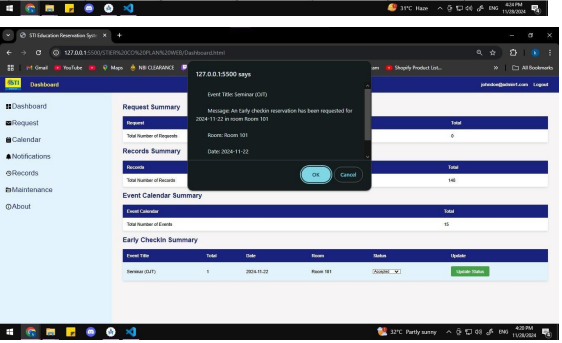 31°C Haze ENG 4:24 PM
11/28/2024
STI Education Reservation Syst
127.0.0.1:5500/STIER%20CO%20PLAN%20WEB/Dashboard.html
Gmail YouTube Maps NBI CLEARANCE Shopify Product List... All Bookmarks
127.0.0.1:5500 says
Event Title: Seminar (OJT)
Message: An Early checkin reservation has been requested for
2024-11-22 in room Room 101
Room: Room 101
Date: 2024-11-22
OK Cancel
STI Dashboard Logout
Dashboard
Request
Calendar
Notifications
Records
Maintenance
About
Request Summary
Request Total
Total Number of Requests 0
Records Summary
Records Total
Total Number of Records 148
Event Calendar Summary
Event Calendar Total
Total Number of Events 15
Early Checkin Summary
Event Title Total Date Room Status Update
Seminar (OJT) 1 2024-11-22 Room 101 Accepted Update Status
32°C Partly sunny ENG 4:20 PM
11/28/2024